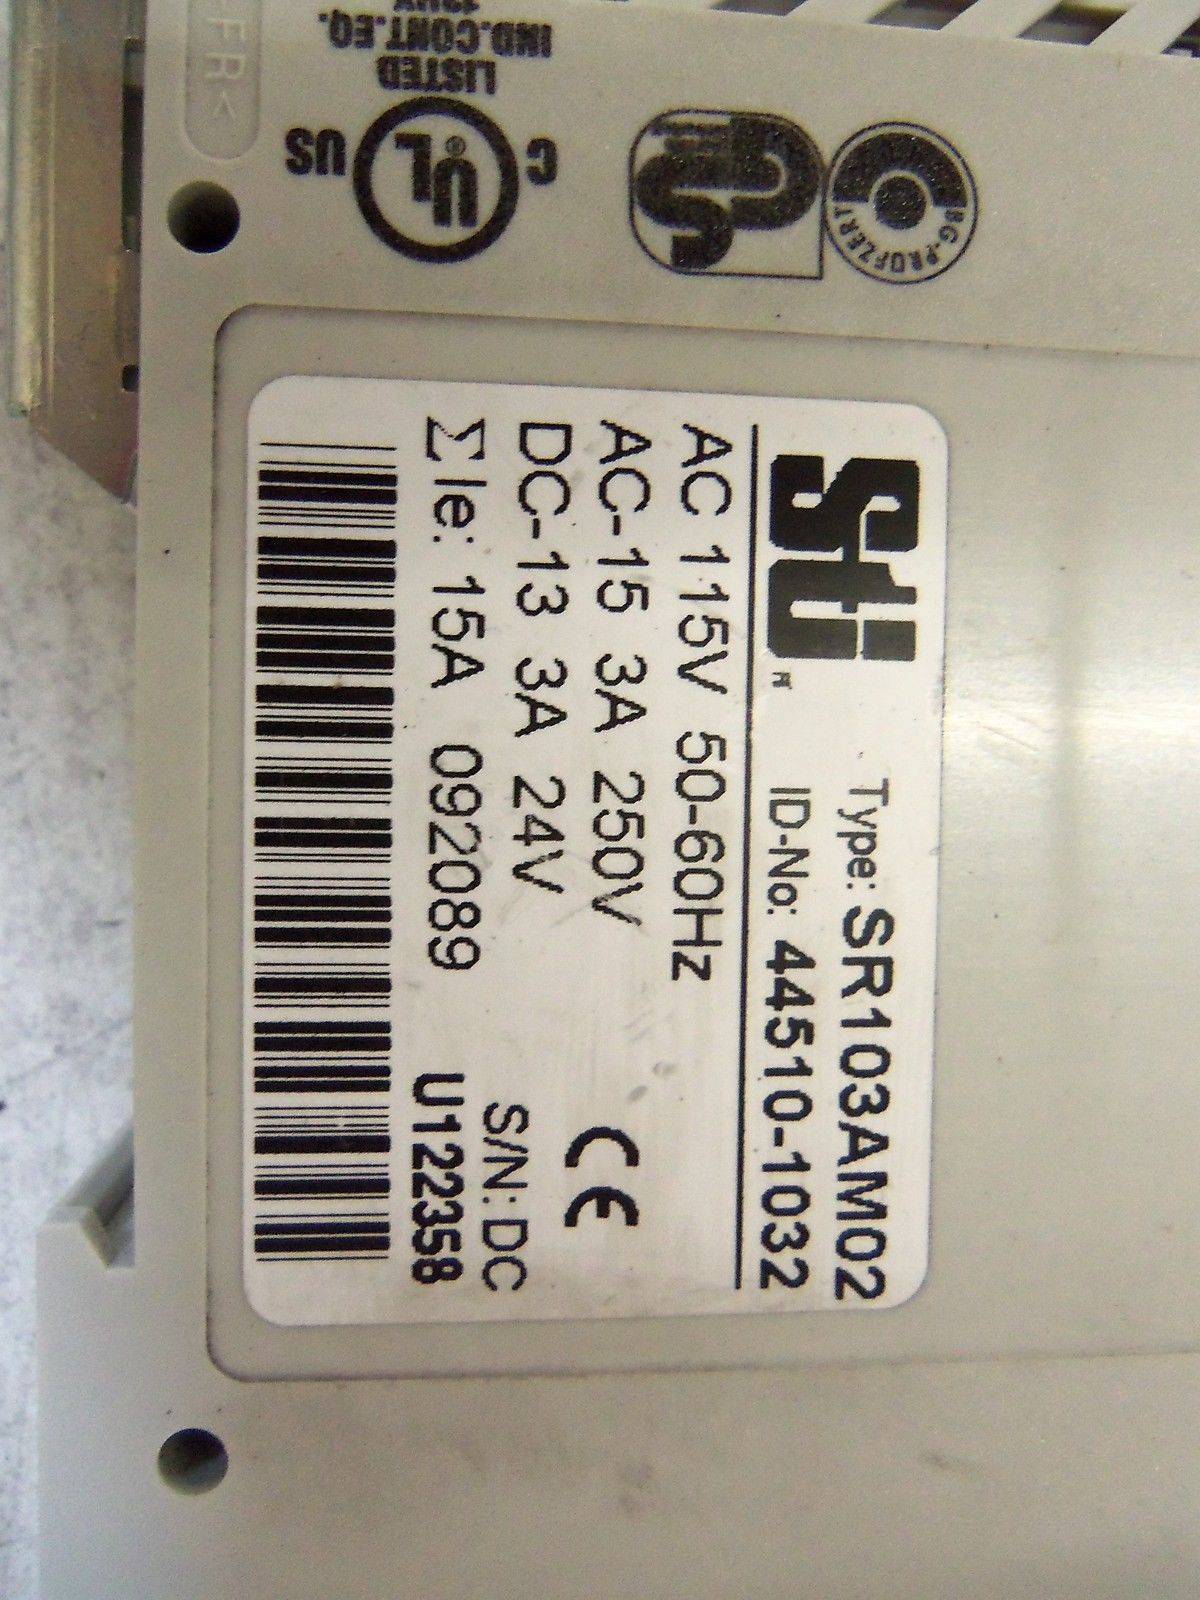 Sti
Type: SR103AM02
ID-No: 44510-1032
AC 115V 50-60Hz
AC-15 3A 250V
DC-13 3A 24V
Σ Ie: 15A 092089
CE
S/N: DC
U122358
C UL® US
LISTED
IND.CONT.EQ.
BG-PRÜFZERT
FR<